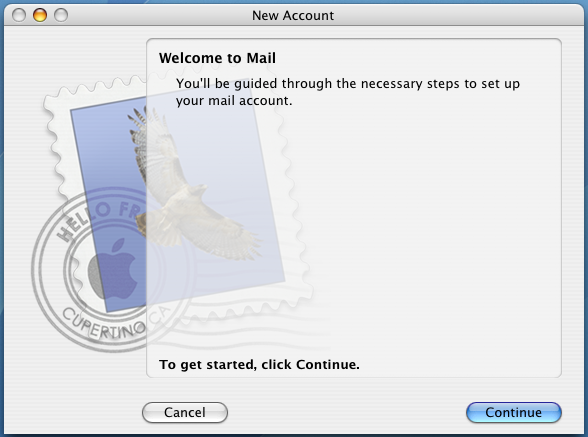 New Account
Welcome to Mail
You'll be guided through the necessary steps to set up
your mail account.
HELLO FR
CUPERTINO CA
To get started, click Continue.
Cancel
Continue